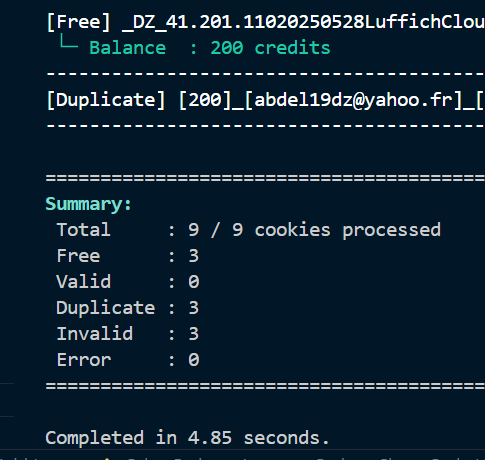 [Free] _DZ_41.201.11020250528LuffichClou
└─ Balance : 200 credits
--------------------------------------------
[Duplicate] [200]_[abdel19dz@yahoo.fr]_[
--------------------------------------------
============================================
Summary:
Total : 9 / 9 cookies processed
Free : 3
Valid : 0
Duplicate : 3
Invalid : 3
Error : 0
============================================
Completed in 4.85 seconds.